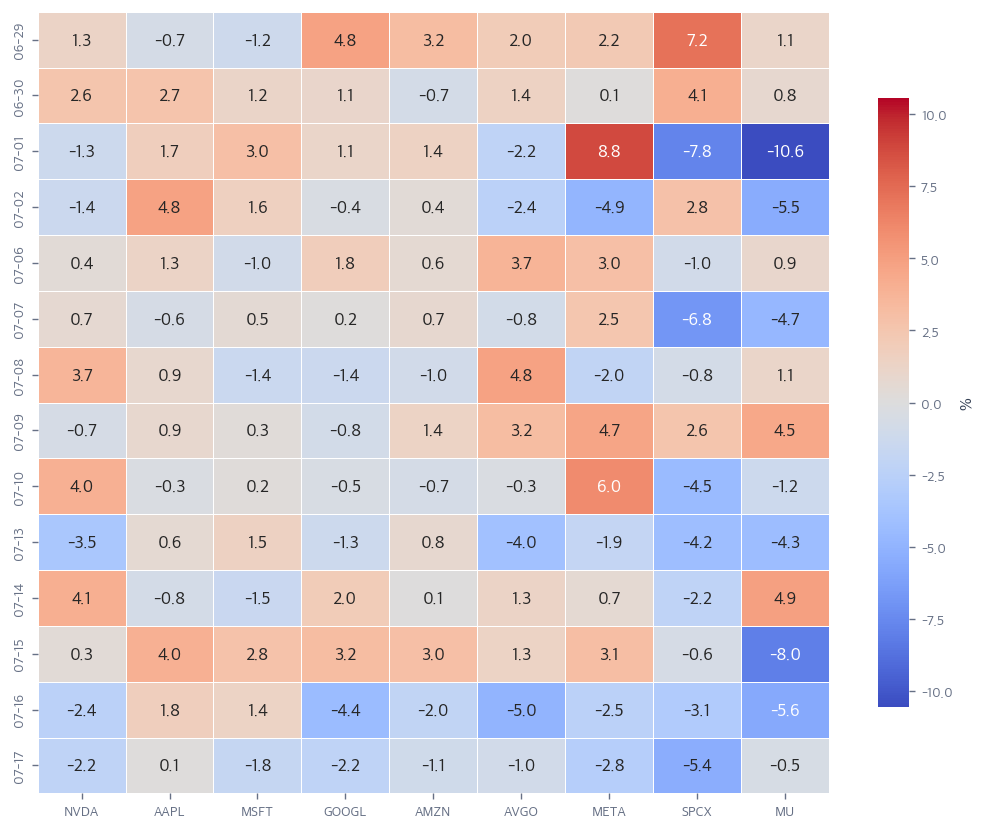 06-29 1.3 -0.7 -1.2 4.8 3.2 2.0 2.2 7.2 1.1
06-30 2.6 2.7 1.2 1.1 -0.7 1.4 0.1 4.1 0.8
07-01 -1.3 1.7 3.0 1.1 1.4 -2.2 8.8 -7.8 -10.6
07-02 -1.4 4.8 1.6 -0.4 0.4 -2.4 -4.9 2.8 -5.5
07-06 0.4 1.3 -1.0 1.8 0.6 3.7 3.0 -1.0 0.9
07-07 0.7 -0.6 0.5 0.2 0.7 -0.8 2.5 -6.8 -4.7
07-08 3.7 0.9 -1.4 -1.4 -1.0 4.8 -2.0 -0.8 1.1
07-09 -0.7 0.9 0.3 -0.8 1.4 3.2 4.7 2.6 4.5
07-10 4.0 -0.3 0.2 -0.5 -0.7 -0.3 6.0 -4.5 -1.2
07-13 -3.5 0.6 1.5 -1.3 0.8 -4.0 -1.9 -4.2 -4.3
07-14 4.1 -0.8 -1.5 2.0 0.1 1.3 0.7 -2.2 4.9
07-15 0.3 4.0 2.8 3.2 3.0 1.3 3.1 -0.6 -8.0
07-16 -2.4 1.8 1.4 -4.4 -2.0 -5.0 -2.5 -3.1 -5.6
07-17 -2.2 0.1 -1.8 -2.2 -1.1 -1.0 -2.8 -5.4 -0.5
NVDA AAPL MSFT GOOGL AMZN AVGO META SPCX MU
10.0
7.5
5.0
2.5
0.0
-2.5
-5.0
-7.5
-10.0
%